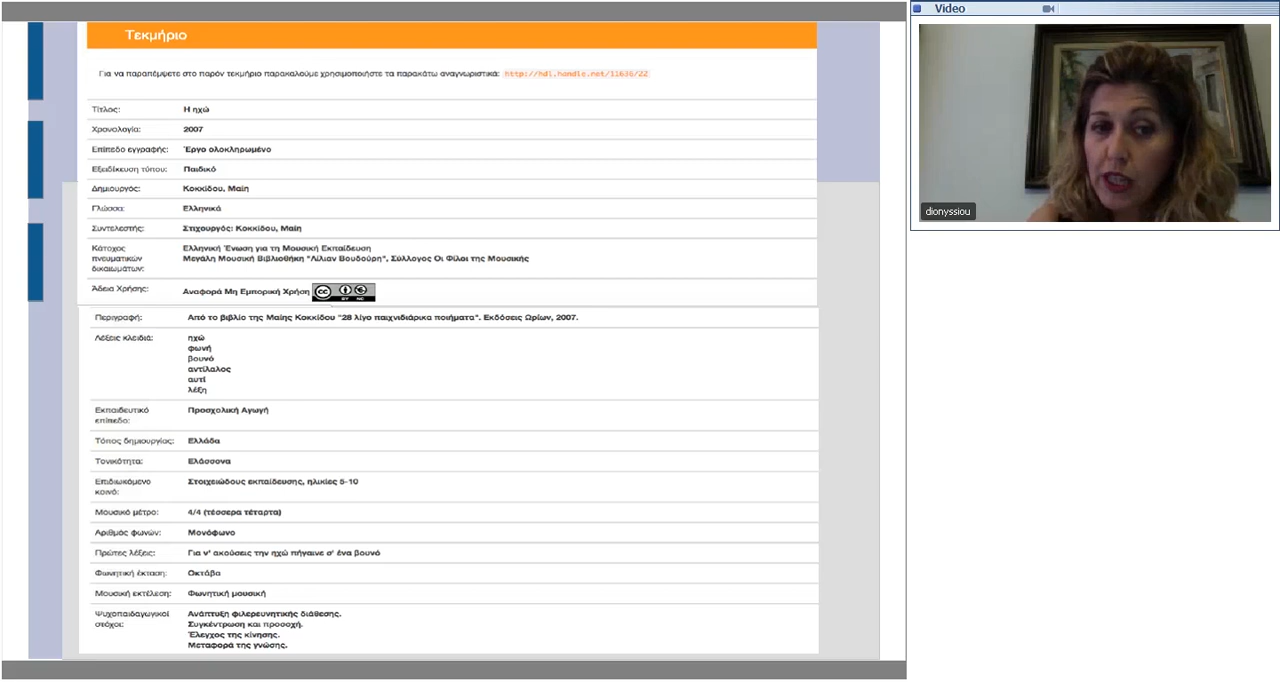 Τεκμήριο
Για να παραπέμψετε στο παρόν τεκμήριο παρακαλούμε χρησιμοποιήστε τα παρακάτω αναγνωριστικά: http://hdl.handle.net/11636/22
Τίτλος: Η ηχώ
Χρονολογία: 2007
Επίπεδο εγγραφής: Έργο ολοκληρωμένο
Εξειδίκευση τύπου: Παιδικό
Δημιουργός: Κοκκίδου, Μαίη
Γλώσσα: Ελληνικά
Συντελεστής: Στιχουργός: Κοκκίδου, Μαίη
Κάτοχος πνευματικών δικαιωμάτων: Ελληνική Ένωση για τη Μουσική Εκπαίδευση
Μεγάλη Μουσική Βιβλιοθήκη "Λίλιαν Βουδούρη", Σύλλογος Οι Φίλοι της Μουσικής
Άδεια Χρήσης: Αναφορά Μη Εμπορική Χρήση cc BY NC
Περιγραφή: Από το βιβλίο της Μαίης Κοκκίδου "28 λίγο παιχνιδιάρικα ποιήματα". Εκδόσεις Ωρίων, 2007.
Λέξεις κλειδιά: ηχώ
φωνή
βουνό
αντίλαλος
αυτί
λέξη
Εκπαιδευτικό επίπεδο: Προσχολική Αγωγή
Τόπος δημιουργίας: Ελλάδα
Τονικότητα: Ελάσσονα
Επιδιωκόμενο κοινό: Στοιχειώδους εκπαίδευσης, ηλικίες 5-10
Μουσικό μέτρο: 4/4 (τέσσερα τέταρτα)
Αριθμός φωνών: Μονόφωνο
Πρώτες λέξεις: Για ν' ακούσεις την ηχώ πήγαινε σ' ένα βουνό
Φωνητική έκταση: Οκτάβα
Μουσική εκτέλεση: Φωνητική μουσική
Ψυχοπαιδαγωγικοί στόχοι: Ανάπτυξη φιλερευνητικής διάθεσης.
Συγκέντρωση και προσοχή.
Έλεγχος της κίνησης.
Μεταφορά της γνώσης.
Video
dionyssiou